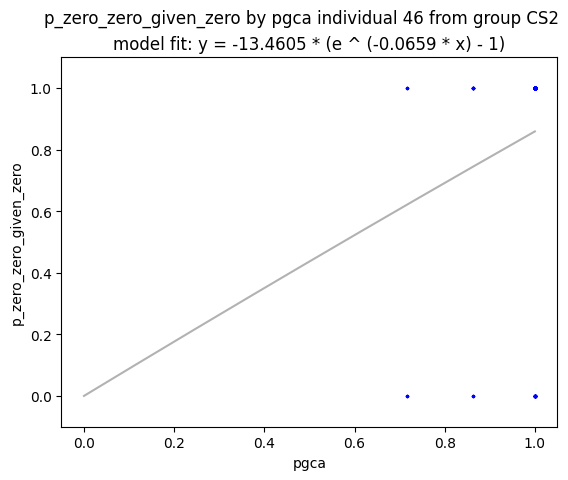 p_zero_zero_given_zero by pgca individual 46 from group CS2
model fit: y = -13.4605 * (e ^ (-0.0659 * x) - 1)
1.0
0.8
0.6
0.4
0.2
0.0
p_zero_zero_given_zero
0.0 0.2 0.4 0.6 0.8 1.0
pgca